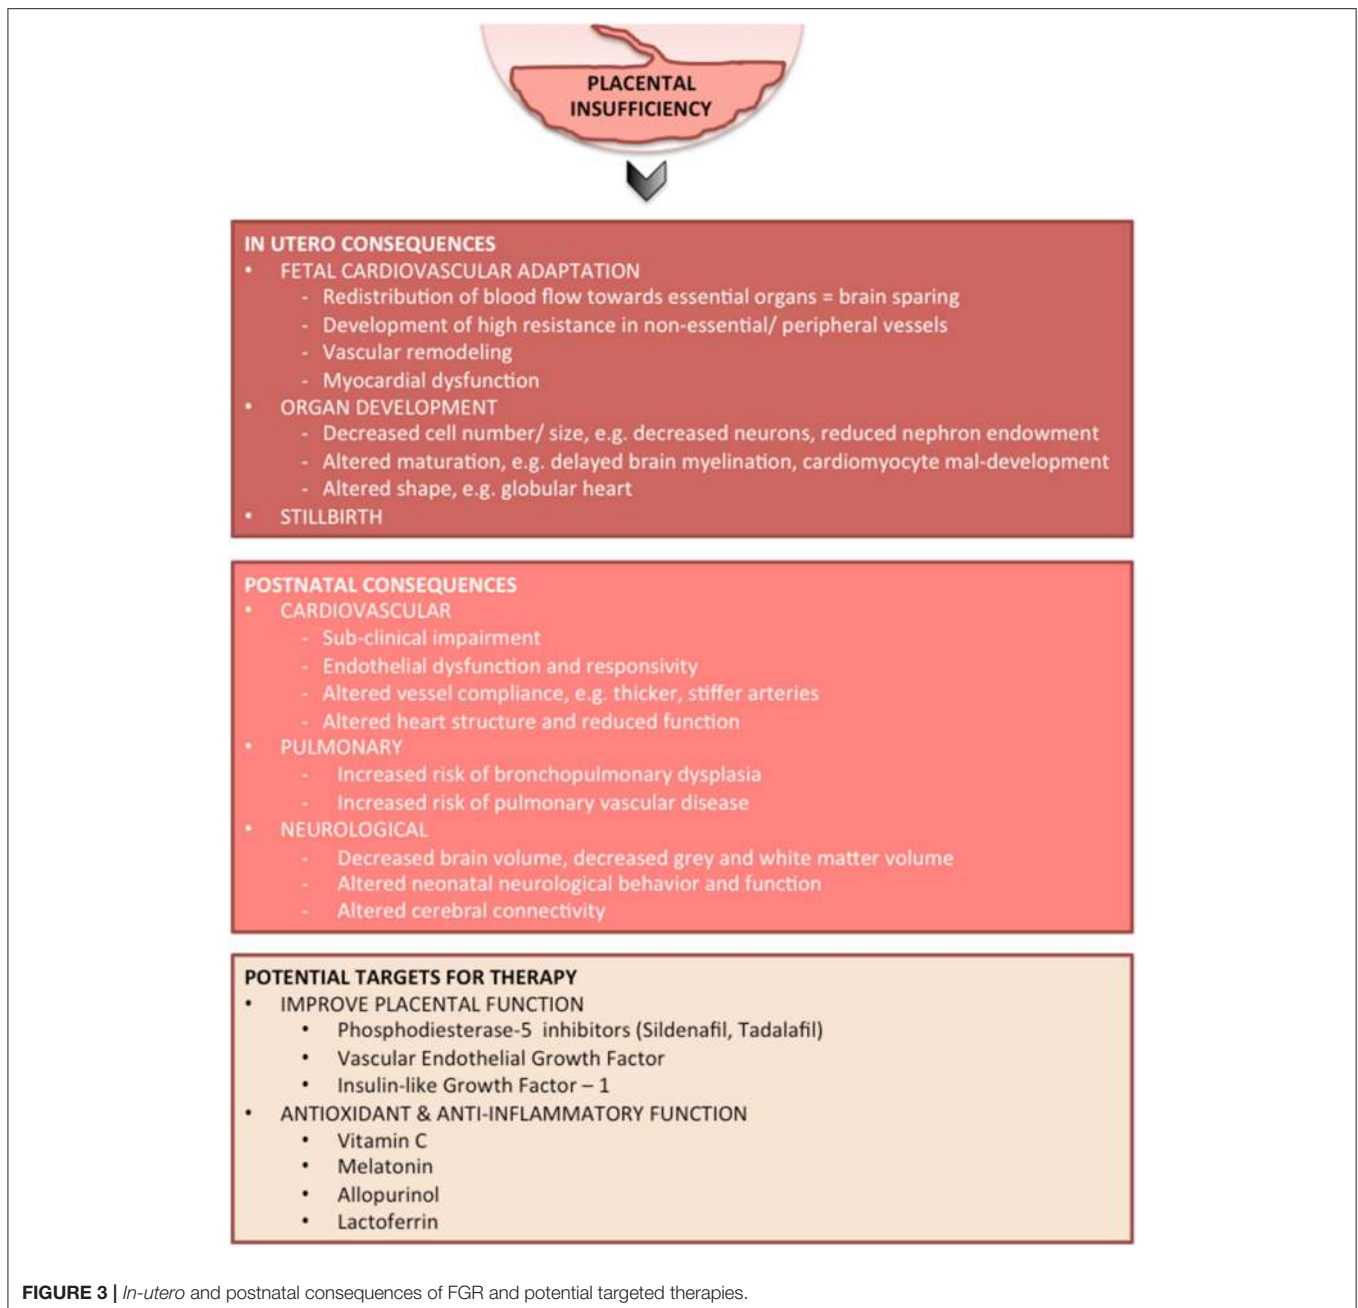 PLACENTAL
INSUFFICIENCY
IN UTERO CONSEQUENCES
• FETAL CARDIOVASCULAR ADAPTATION
- Redistribution of blood flow towards essential organs = brain sparing
- Development of high resistance in non-essential/ peripheral vessels
- Vascular remodeling
- Myocardial dysfunction
• ORGAN DEVELOPMENT
- Decreased cell number/ size, e.g. decreased neurons, reduced nephron endowment
- Altered maturation, e.g. delayed brain myelination, cardiomyocyte mal-development
- Altered shape, e.g. globular heart
• STILLBIRTH
POSTNATAL CONSEQUENCES
• CARDIOVASCULAR
- Sub-clinical impairment
- Endothelial dysfunction and responsivity
- Altered vessel compliance, e.g. thicker, stiffer arteries
- Altered heart structure and reduced function
• PULMONARY
- Increased risk of bronchopulmonary dysplasia
- Increased risk of pulmonary vascular disease
• NEUROLOGICAL
- Decreased brain volume, decreased grey and white matter volume
- Altered neonatal neurological behavior and function
- Altered cerebral connectivity
POTENTIAL TARGETS FOR THERAPY
• IMPROVE PLACENTAL FUNCTION
• Phosphodiesterase-5 inhibitors (Sildenafil, Tadalafil)
• Vascular Endothelial Growth Factor
• Insulin-like Growth Factor – 1
• ANTIOXIDANT & ANTI-INFLAMMATORY FUNCTION
• Vitamin C
• Melatonin
• Allopurinol
• Lactoferrin
FIGURE 3 | In-utero and postnatal consequences of FGR and potential targeted therapies.